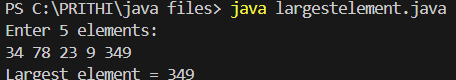 PS C:\PRITHI\java files> java largestelement.java
Enter 5 elements:
34 78 23 9 349
Largest element = 349